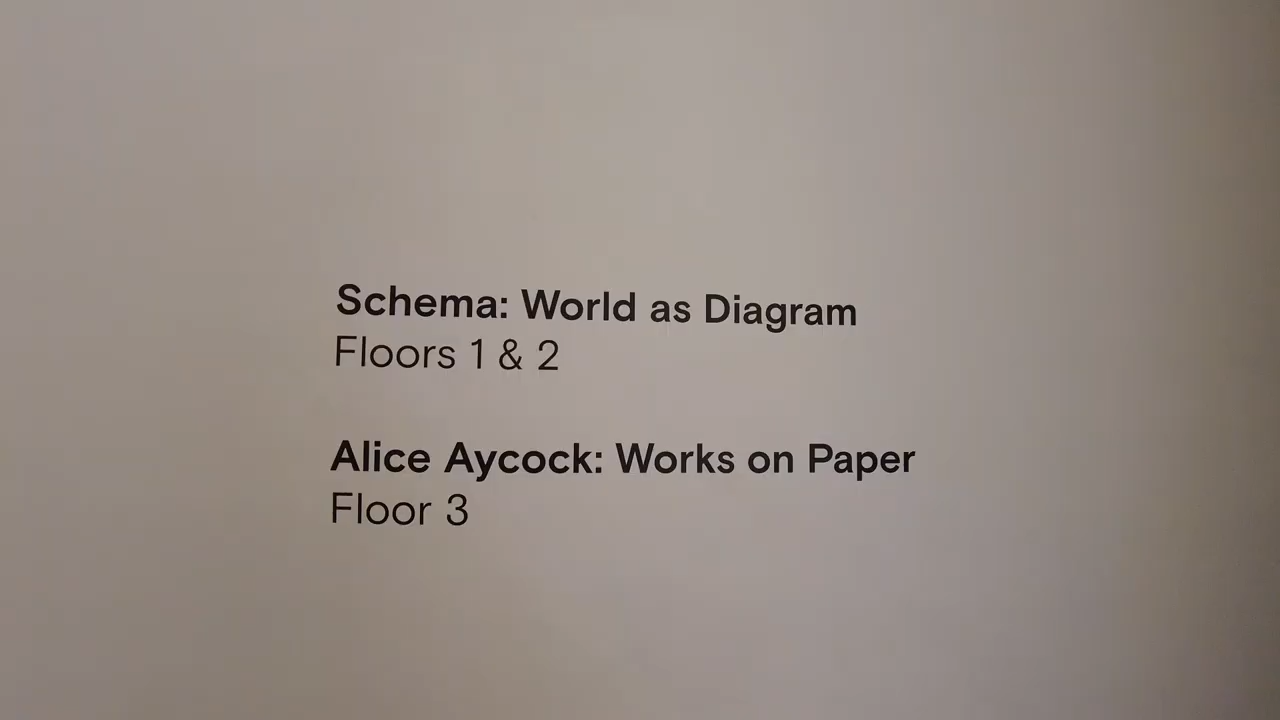 Schema: World as Diagram
Floors 1 & 2
Alice Aycock: Works on Paper
Floor 3